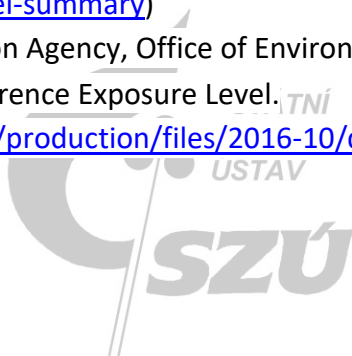 el-summary)
on Agency, Office of Environ
rence Exposure Level.
TNÍ
/production/files/2016-10/
ÚSTAV
SZÚ